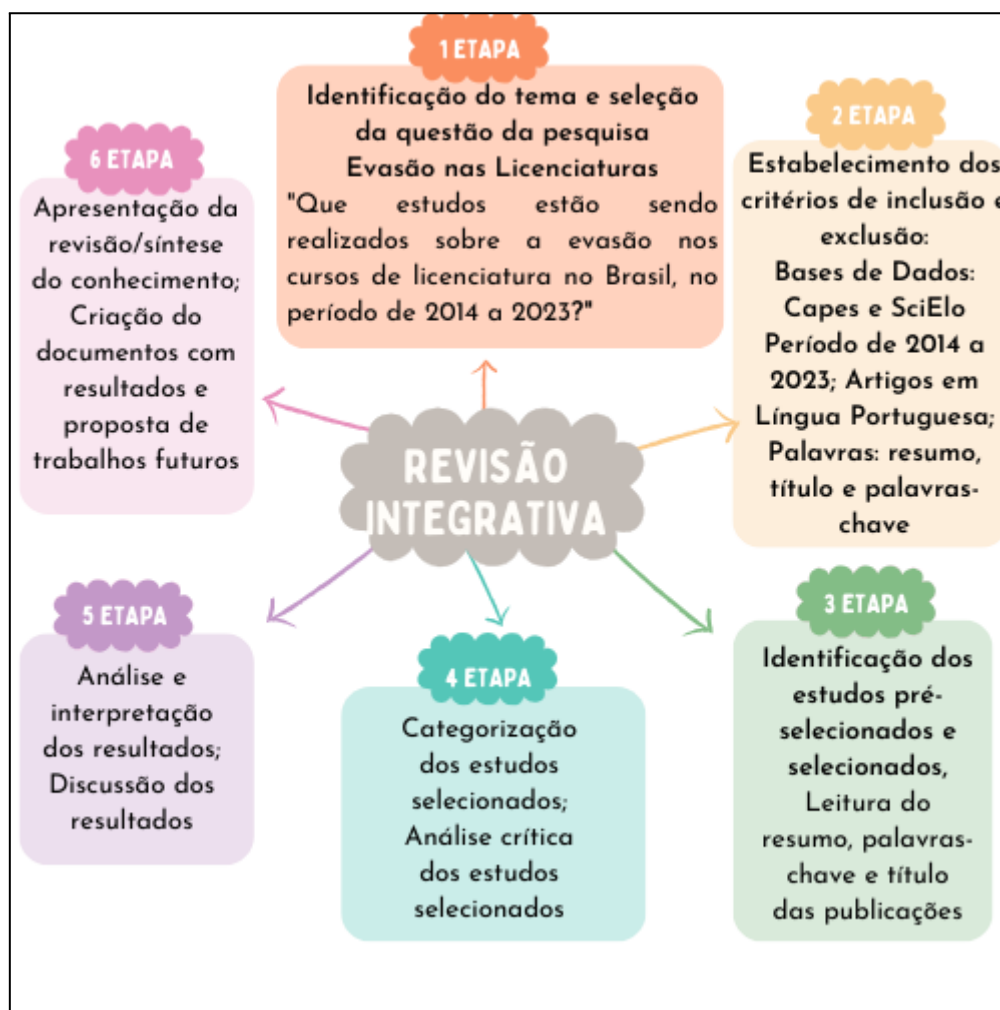 1 ETAPA
Identificação do tema e seleção
da questão da pesquisa
Evasão nas Licenciaturas
"Que estudos estão sendo
realizados sobre a evasão nos
cursos de licenciatura no Brasil, no
período de 2014 a 2023?"
2 ETAPA
Estabelecimento dos
critérios de inclusão e
exclusão:
Bases de Dados:
Capes e SciElo
Período de 2014 a
2023; Artigos em
Língua Portuguesa;
Palavras: resumo,
título e palavras-
chave
3 ETAPA
Identificação dos
estudos pré-
selecionados e
selecionados,
Leitura do
resumo, palavras-
chave e título
das publicações
4 ETAPA
Categorização
dos estudos
selecionados;
Análise crítica
dos estudos
selecionados
5 ETAPA
Análise e
interpretação
dos resultados;
Discussão dos
resultados
6 ETAPA
Apresentação da
revisão/síntese
do conhecimento;
Criação do
documentos com
resultados e
proposta de
trabalhos futuros
REVISÃO
INTEGRATIVA